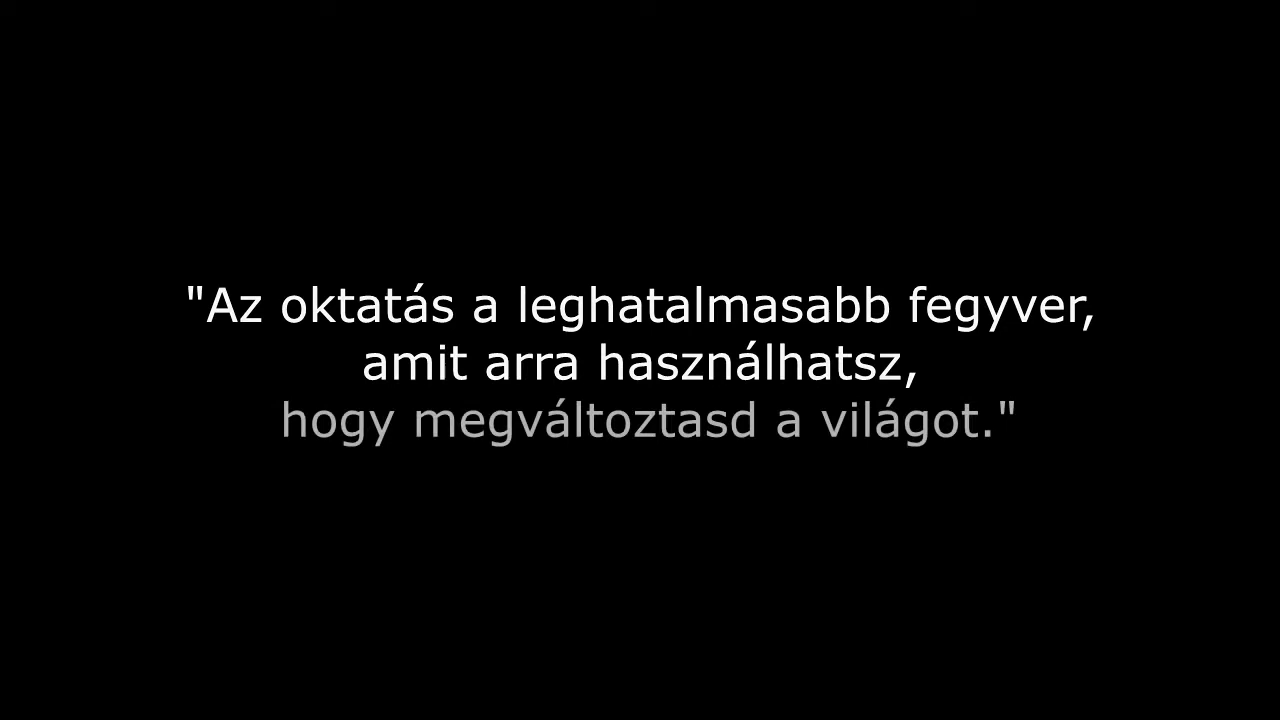 "Az oktatás a leghatalmasabb fegyver,
amit arra használhatsz,
hogy megváltoztasd a világot."